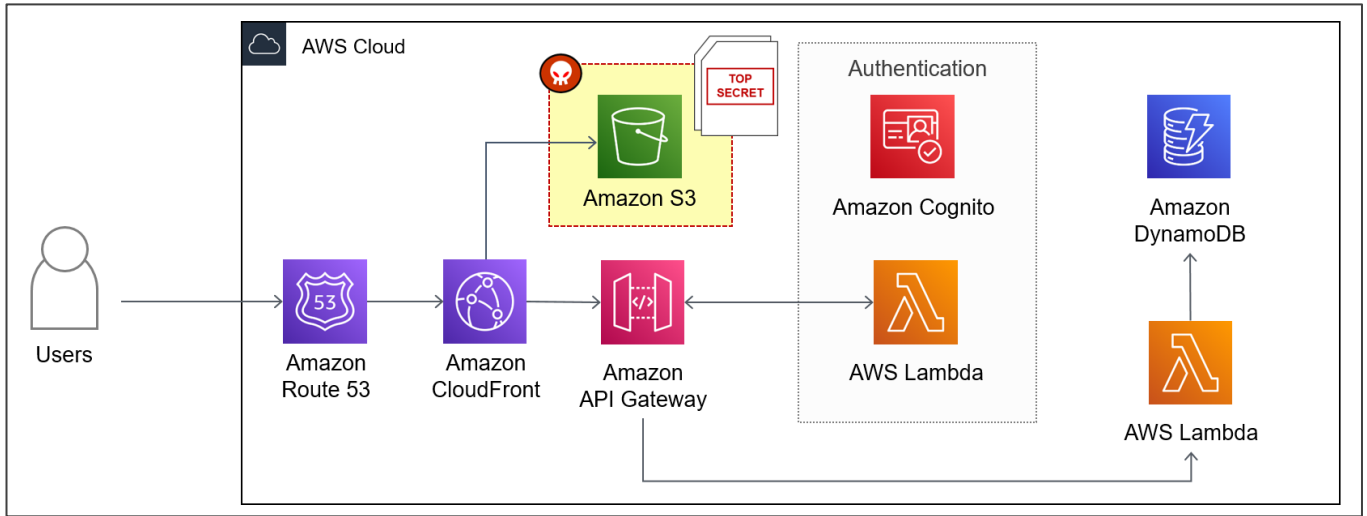 AWS Cloud
TOP
SECRET
Authentication
Amazon S3
Amazon Cognito
Amazon
DynamoDB
53
</>
Users
Amazon
Route 53
Amazon
CloudFront
Amazon
API Gateway
AWS Lambda
AWS Lambda